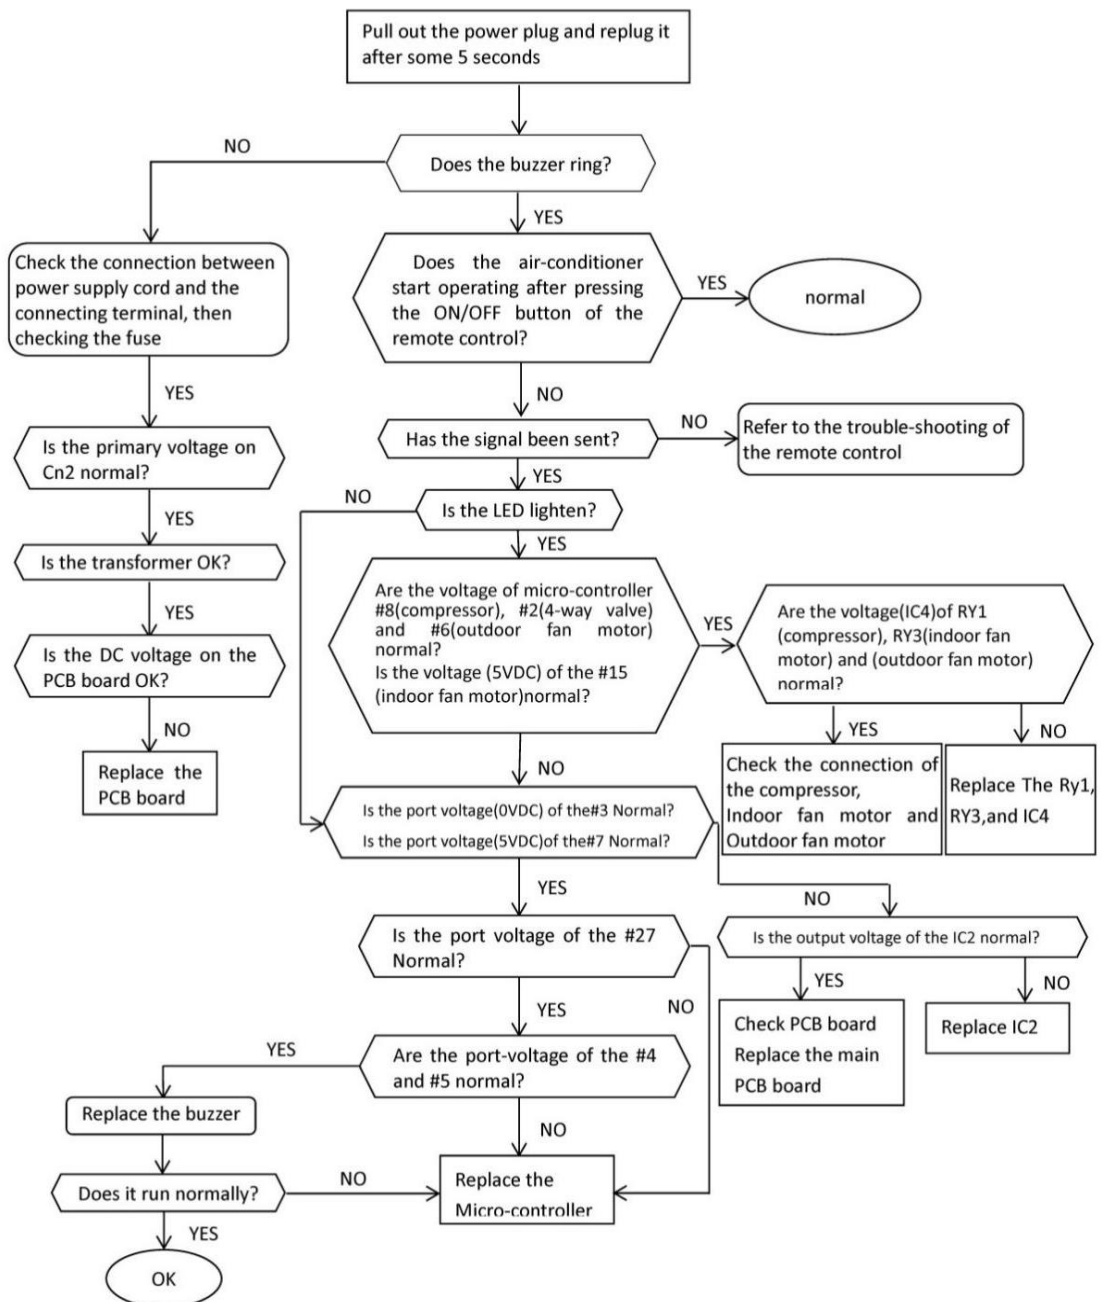 Pull out the power plug and replug it
after some 5 seconds
NO
Does the buzzer ring?
YES
Check the connection between
power supply cord and the
connecting terminal, then
checking the fuse
Does the air-conditioner
start operating after pressing
the ON/OFF button of the
remote control?
YES
normal
YES
NO
Is the primary voltage on
Cn2 normal?
Has the signal been sent?
NO
Refer to the trouble-shooting of
the remote control
YES
NO
Is the LED lighten?
YES
YES
Is the transformer OK?
YES
Is the DC voltage on the
PCB board OK?
NO
Replace the
PCB board
Are the voltage of micro-controller
#8(compressor), #2(4-way valve)
and #6(outdoor fan motor)
normal?
Is the voltage (5VDC) of the #15
(indoor fan motor)normal?
YES
Are the voltage(IC4)of RY1
(compressor), RY3(indoor fan
motor) and (outdoor fan motor)
normal?
YES
NO
Check the connection of
the compressor,
Indoor fan motor and
Outdoor fan motor
Replace The Ry1,
RY3,and IC4
NO
Is the port voltage(0VDC) of the#3 Normal?
Is the port voltage(5VDC)of the#7 Normal?
YES
NO
Is the port voltage of the #27
Normal?
Is the output voltage of the IC2 normal?
YES
NO
YES
NO
Check PCB board
Replace the main
PCB board
Replace IC2
YES
Are the port-voltage of the #4
and #5 normal?
Replace the buzzer
NO
Does it run normally?
NO
Replace the
Micro-controller
YES
OK